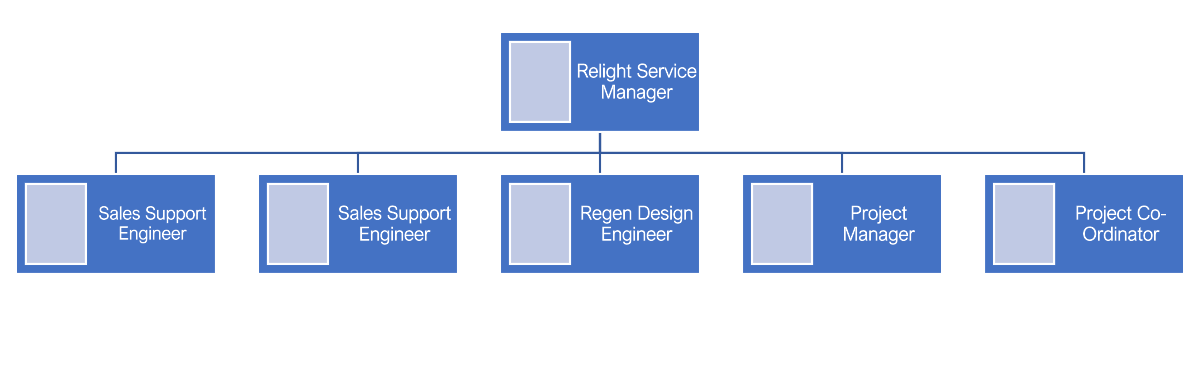 Relight Service
Manager
Sales Support
Engineer
Sales Support
Engineer
Regen Design
Engineer
Project
Manager
Project Co-
Ordinator